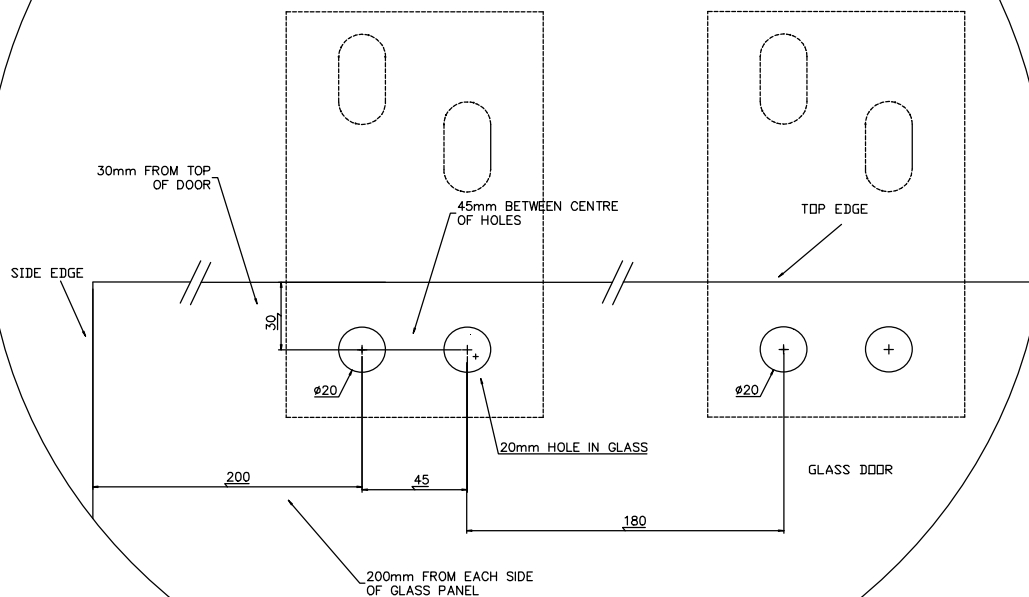 30mm FROM TOP
OF DOOR
45mm BETWEEN CENTRE
OF HOLES
TOP EDGE
SIDE EDGE
30
ø20
ø20
20mm HOLE IN GLASS
GLASS DOOR
200
45
180
200mm FROM EACH SIDE
OF GLASS PANEL